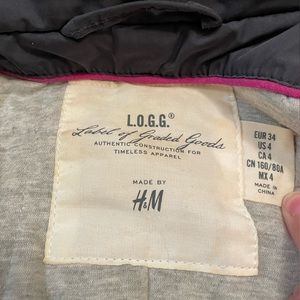 L.O.G.G.®
Label of Graded Goods
AUTHENTIC CONSTRUCTION FOR
TIMELESS APPAREL
MADE BY
H&M
EUR 34
US 4
CA 4
CN 160/80A
MX 4
MADE IN
CHINA